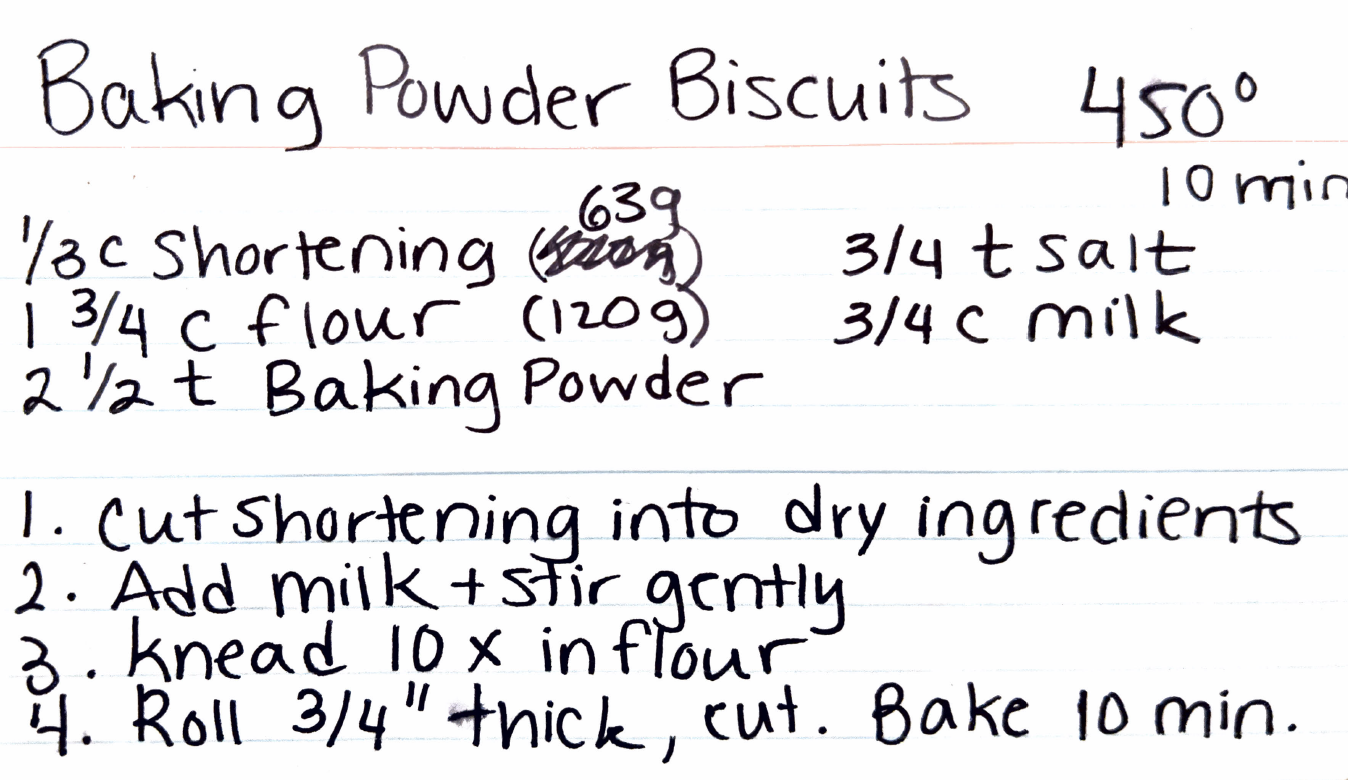 Baking Powder Biscuits 450°
10 min
63g
1/3 c Shortening ( ) 3/4 t salt
1 3/4 c flour (120g) 3/4 c milk
2 1/2 t Baking Powder
1. Cut shortening into dry ingredients
2. Add milk + stir gently
3. Knead 10 x in flour
4. Roll 3/4" thick, cut. Bake 10 min.